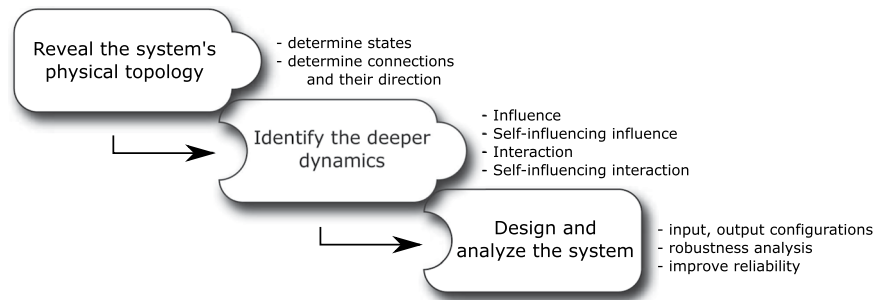 Reveal the system's
physical topology
- determine states
- determine connections
and their direction
Identify the deeper
dynamics
- Influence
- Self-influencing influence
- Interaction
- Self-influencing interaction
Design and
analyze the system
- input, output configurations
- robustness analysis
- improve reliability